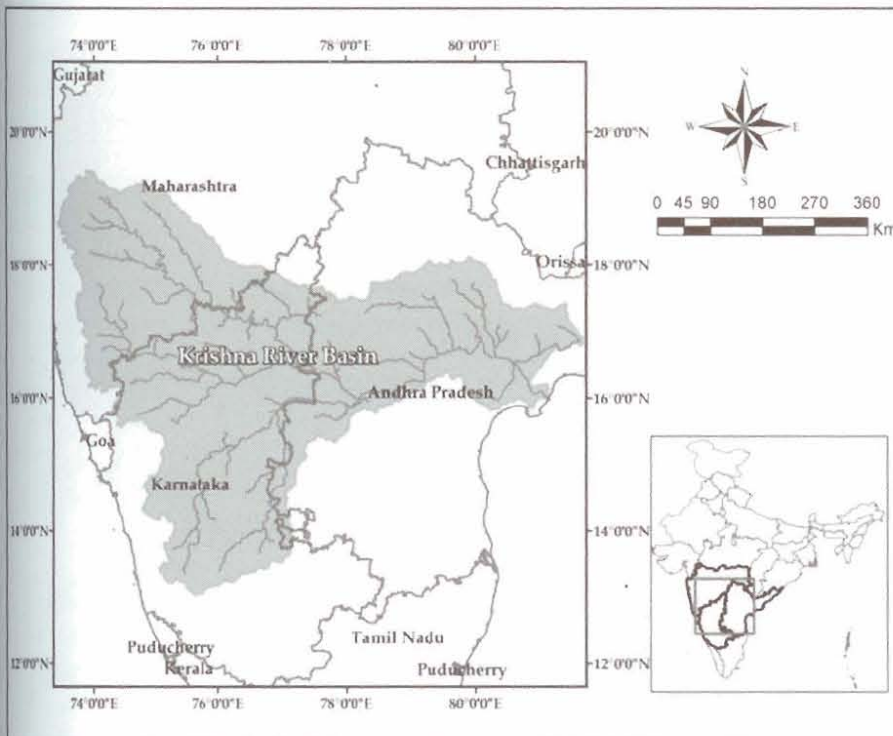 74°0'0"E 76°0'0"E 78°0'0"E 80°0'0"E
Gujarat
20°0'0"N
20°0'0"N
Chhattisgarh
Maharashtra
Orissa
18°0'0"N
18°0'0"N
Krishna River Basin
Andhra Pradesh
16°0'0"N
16°0'0"N
Goa
Karnataka
14°0'0"N
14°0'0"N
Tamil Nadu
Puducherry
Kerala
Puducherry
12°0'0"N
12°0'0"N
74°0'0"E 76°0'0"E 78°0'0"E 80°0'0"E
N
W E
S
0 45 90 180 270 360
Km